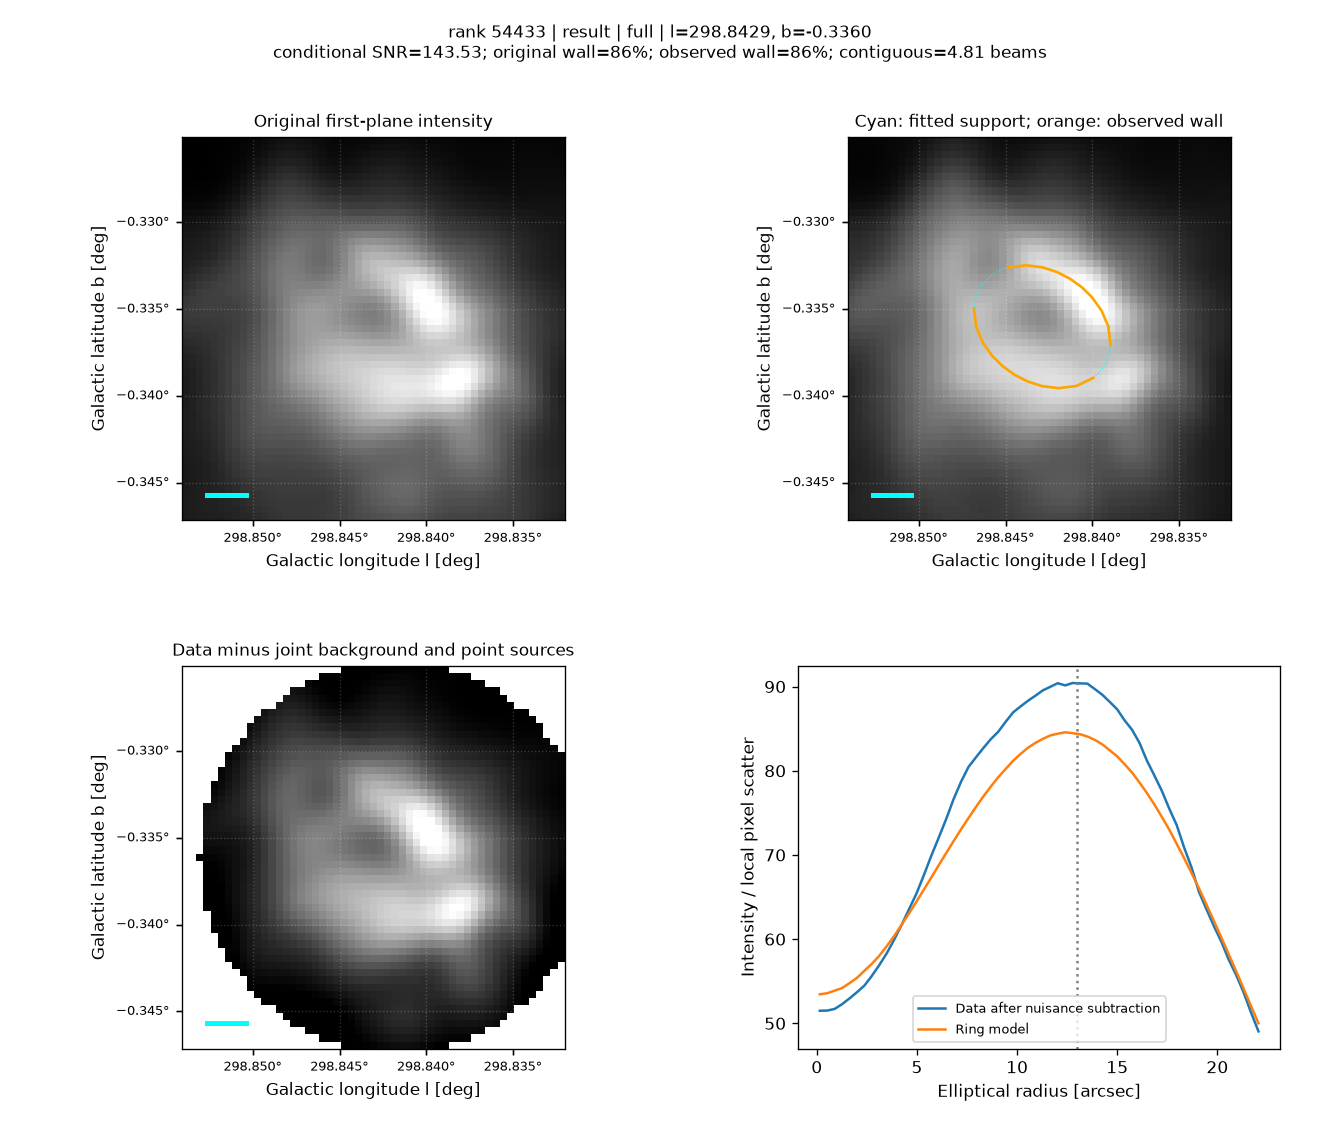 rank 54433 | result | full | l=298.8429, b=-0.3360
conditional SNR=143.53; original wall=86%; observed wall=86%; contiguous=4.81 beams
Original first-plane intensity
Galactic latitude b [deg]
−0.330°
−0.335°
−0.340°
−0.345°
298.850° 298.845° 298.840° 298.835°
Galactic longitude l [deg]
Cyan: fitted support; orange: observed wall
Galactic latitude b [deg]
−0.330°
−0.335°
−0.340°
−0.345°
298.850° 298.845° 298.840° 298.835°
Galactic longitude l [deg]
Data minus joint background and point sources
Galactic latitude b [deg]
−0.330°
−0.335°
−0.340°
−0.345°
298.850° 298.845° 298.840° 298.835°
Galactic longitude l [deg]
Intensity / local pixel scatter
90
80
70
60
50
Data after nuisance subtraction
Ring model
0 5 10 15 20
Elliptical radius [arcsec]